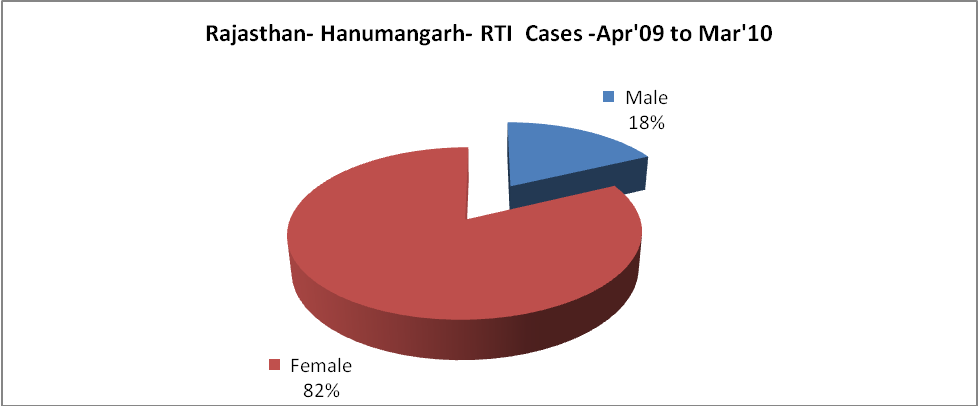 Rajasthan- Hanumangarh- RTI  Cases -Apr'09 to Mar'10
Male
18%
Female
82%